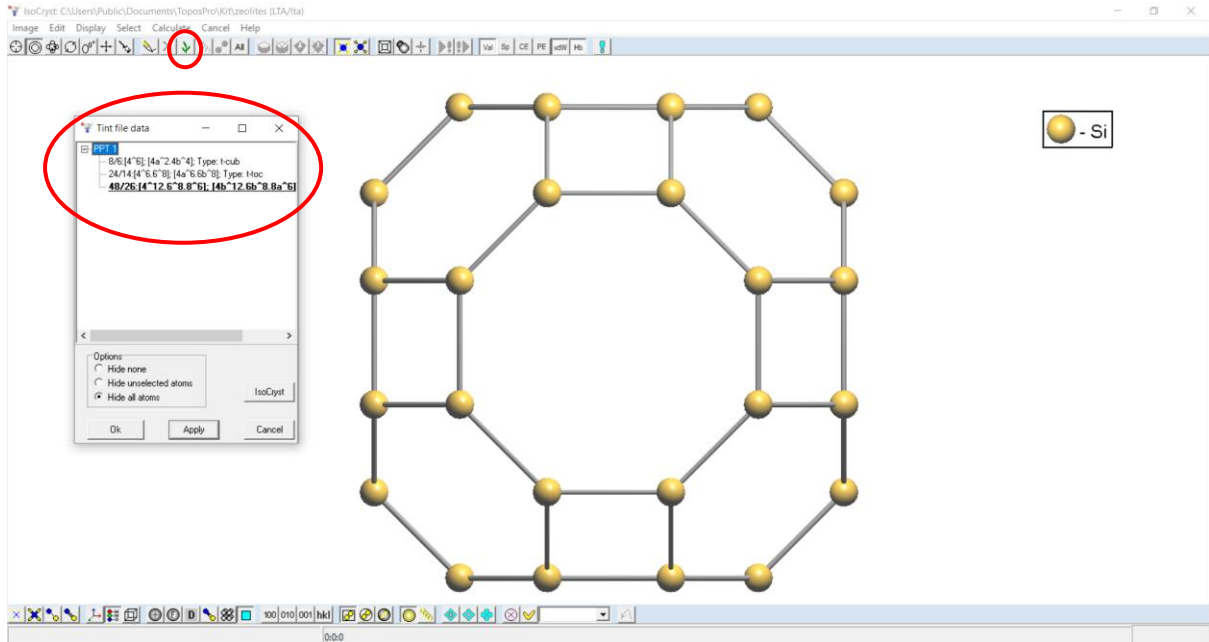 IsoCryst: C:\Users\Public\Documents\ToposPro\Kit\zeolites (LTA/lta)
Image Edit Display Select Calculate Cancel Help
All Val Sp CE PE vdW Hb
Tint file data
PPT 1
8/6:[4^6]; [4a^2.4b^4]; Type: t-cub
24/14:[4^6.6^8]; [4a^6.6b^8]; Type: t-toc
48/26:[4^12.6^8.8^6]; [4b^12.6b^8.8a^6]
Options
Hide none
Hide unselected atoms
Hide all atoms
IsoCryst
Ok Apply Cancel
- Si
D 100 010 001 hkl
0:0:0